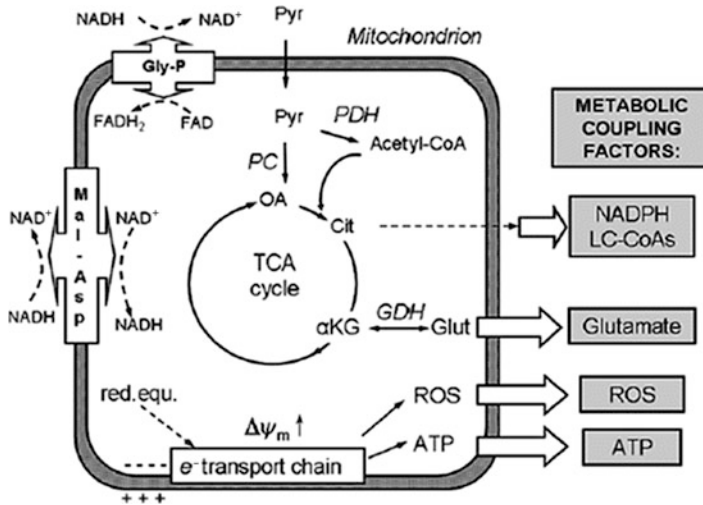 NADH
NAD⁺
Gly-P
FADH₂
FAD
Pyr
Mitochondrion
Pyr
PDH
Acetyl-CoA
PC
OA
Cit
TCA
cycle
αKG
GDH
Glut
Mal-Asp
NAD⁺
NAD⁺
NADH
NADH
red.equ.
Δψₘ ↑
e⁻transport chain
- - - -
+ + +
ROS
ATP
METABOLIC
COUPLING
FACTORS:
NADPH
LC-CoAs
Glutamate
ROS
ATP